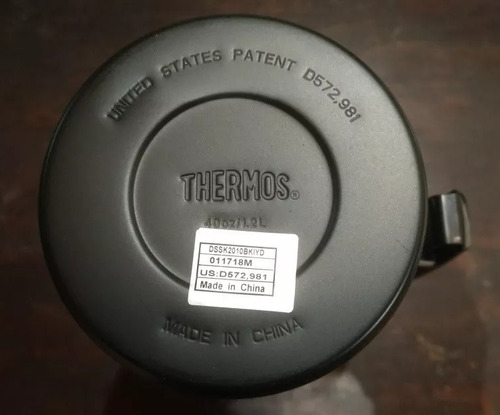 UNITED STATES PATENT D572,981
THERMOS®
40oz/1.2L
DSSK2010BKIYD
011718M
US:D572,981
Made in China
MADE IN CHINA